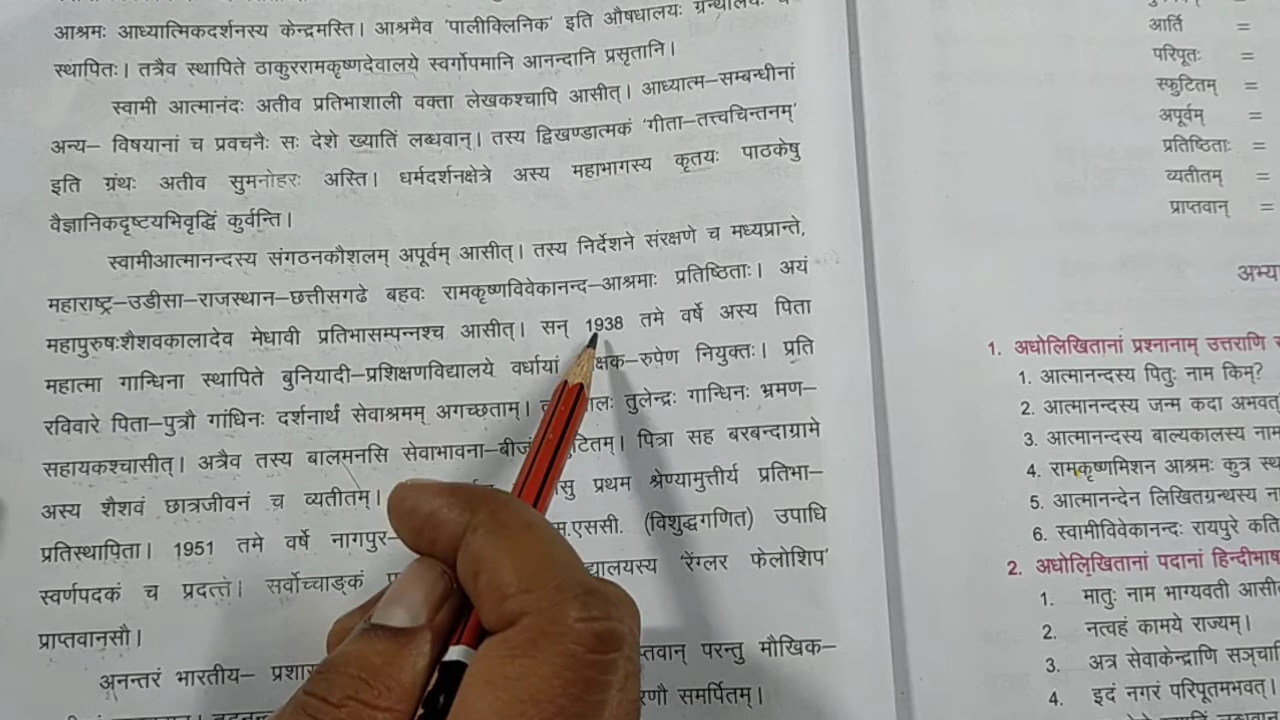 आश्रमः आध्यात्मिकदर्शनस्य केन्द्रमस्ति। आश्रमैव 'पालीक्लिनिक' इति औषधालयः ग्रन्थालयः
स्थापितः। तत्रैव स्थापिते ठाकुररामकृष्णदेवालये स्वर्गोपमानि आनन्दानि प्रसृतानि।
स्वामी आत्मानंदः अतीव प्रतिभाशाली वक्ता लेखकश्चापि आसीत्। आध्यात्म–सम्बन्धीनां
अन्य– विषयानां च प्रवचनैः सः देशे ख्यातिं लब्धवान्। तस्य द्विखण्डात्मकं 'गीता–तत्त्वचिन्तनम्'
इति ग्रंथः अतीव सुमनोहरः अस्ति। धर्मदर्शनक्षेत्रे अस्य महाभागस्य कृतयः पाठकेषु
वैज्ञानिकदृष्टयभिवृद्धिं कुर्वन्ति।
स्वामीआत्मानन्दस्य संगठनकौशलम् अपूर्वम् आसीत्। तस्य निर्देशने संरक्षणे च मध्यप्रान्ते,
महाराष्ट्र–उडीसा–राजस्थान–छत्तीसगढे बहवः रामकृष्णविवेकानन्द–आश्रमाः प्रतिष्ठिताः। अयं
महापुरुषःशैशवकालादेव मेधावी प्रतिभासम्पन्नश्च आसीत्। सन् 1938 तमे वर्षे अस्य पिता
महात्मा गान्धिना स्थापिते बुनियादी–प्रशिक्षणविद्यालये वर्धायां क्षक–रुपेण नियुक्तः। प्रति
रविवारे पिता–पुत्रौ गांधिनः दर्शनार्थं सेवाश्रमम् अगच्छताम्। लः तुलेन्द्रः गान्धिनः भ्रमण–
सहायकश्चासीत्। अत्रैव तस्य बालमनसि सेवाभावना–बीजं टितम्। पित्रा सह बरबन्दाग्रामे
अस्य शैशवं छात्रजीवनं च व्यतीतम्। सु प्रथम श्रेण्यामुत्तीर्य प्रतिभा–
प्रतिस्थापिता। 1951 तमे वर्षे नागपुर– म.एससी. (विशुद्धगणित) उपाधि
स्वर्णपदकं च प्रदत्तं। सर्वोच्चाङ्कं द्यालयस्य 'रेंग्लर फेलोशिप'
प्राप्तवानसौ।
अनन्तरं भारतीय– प्रशास तवान् परन्तु मौखिक–
रणौ समर्पितम्।
आर्ति =
परिपूतः =
स्फुटितम् =
अपूर्वम् =
प्रतिष्ठिताः =
व्यतीतम् =
प्राप्तवान् =
अभ्या
1. अधोलिखितानां प्रश्नानाम् उत्तराणि
1. आत्मानन्दस्य पितुः नाम किम्?
2. आत्मानन्दस्य जन्म कदा अभवत
3. आत्मानन्दस्य बाल्यकालस्य नाम
4. रामकृष्णमिशन आश्रमः कुत्र स्थ
5. आत्मानन्देन लिखितग्रन्थस्य ना
6. स्वामीविवेकानन्दः रायपुरे कति
2. अधोलिखितानां पदानां हिन्दीभाष
1. मातुः नाम भाग्यवती आसी
2. नत्वहं कामये राज्यम्।
3. अत्र सेवाकेन्द्राणि सञ्चा
4. इदं नगरं परिपूतमभवत्।